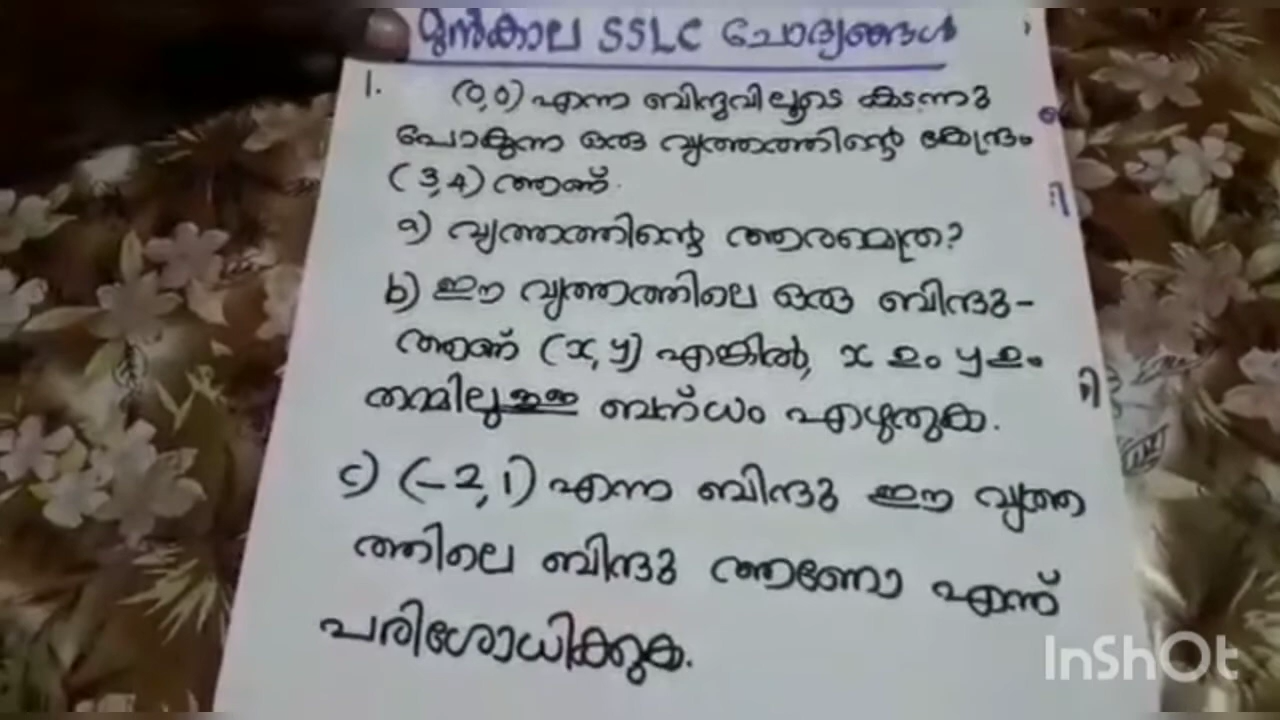 മുൻകാല SSLC ചോദ്യങ്ങൾ
1. (0,0) എന്ന ബിന്ദുവിലൂടെ കടന്നു
പോകുന്ന ഒരു വൃത്തത്തിന്റെ കേന്ദ്രം
(3,4) ആണ്.
a) വൃത്തത്തിന്റെ ആരമെത്ര?
b) ഈ വൃത്തത്തിലെ ഒരു ബിന്ദു-
ആണ് (x,y) എങ്കിൽ, x ഉം y ഉം
തമ്മിലുള്ള ബന്ധം എഴുതുക.
c) (-2,1) എന്ന ബിന്ദു ഈ വൃത്ത
ത്തിലെ ബിന്ദു ആണോ എന്ന്
പരിശോധിക്കുക.
InShOt